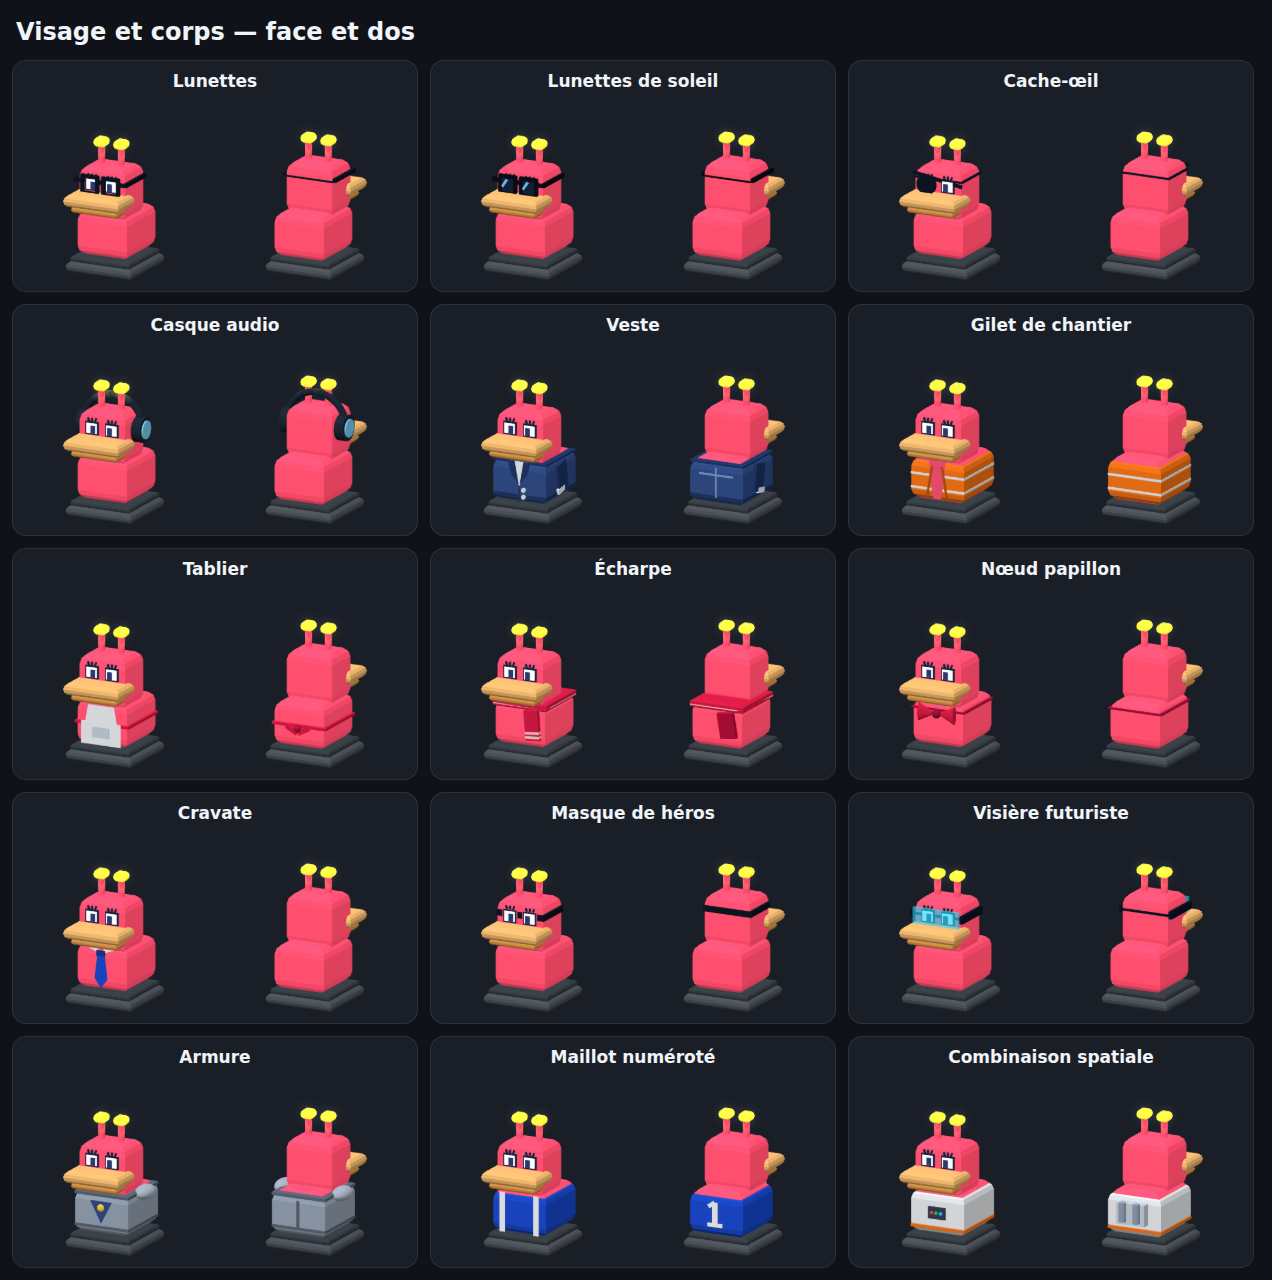 Visage et corps — face et dos
Lunettes
Lunettes de soleil
Cache-œil
Casque audio
Veste
Gilet de chantier
Tablier
Écharpe
Nœud papillon
Cravate
Masque de héros
Visière futuriste
Armure
Maillot numéroté
Combinaison spatiale
1